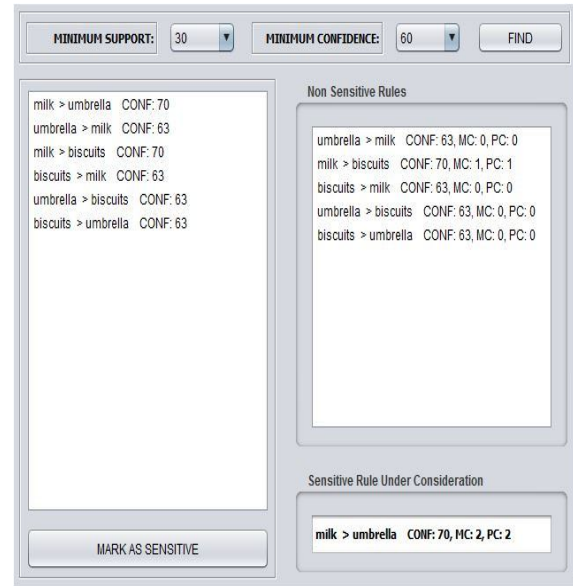 MINIMUM SUPPORT: 30 MINIMUM CONFIDENCE: 60 FIND
milk > umbrella CONF: 70
umbrella > milk CONF: 63
milk > biscuits CONF: 70
biscuits > milk CONF: 63
umbrella > biscuits CONF: 63
biscuits > umbrella CONF: 63
MARK AS SENSITIVE
Non Sensitive Rules
umbrella > milk CONF: 63, MC: 0, PC: 0
milk > biscuits CONF: 70, MC: 1, PC: 1
biscuits > milk CONF: 63, MC: 0, PC: 0
umbrella > biscuits CONF: 63, MC: 0, PC: 0
biscuits > umbrella CONF: 63, MC: 0, PC: 0
Sensitive Rule Under Consideration
milk > umbrella CONF: 70, MC: 2, PC: 2